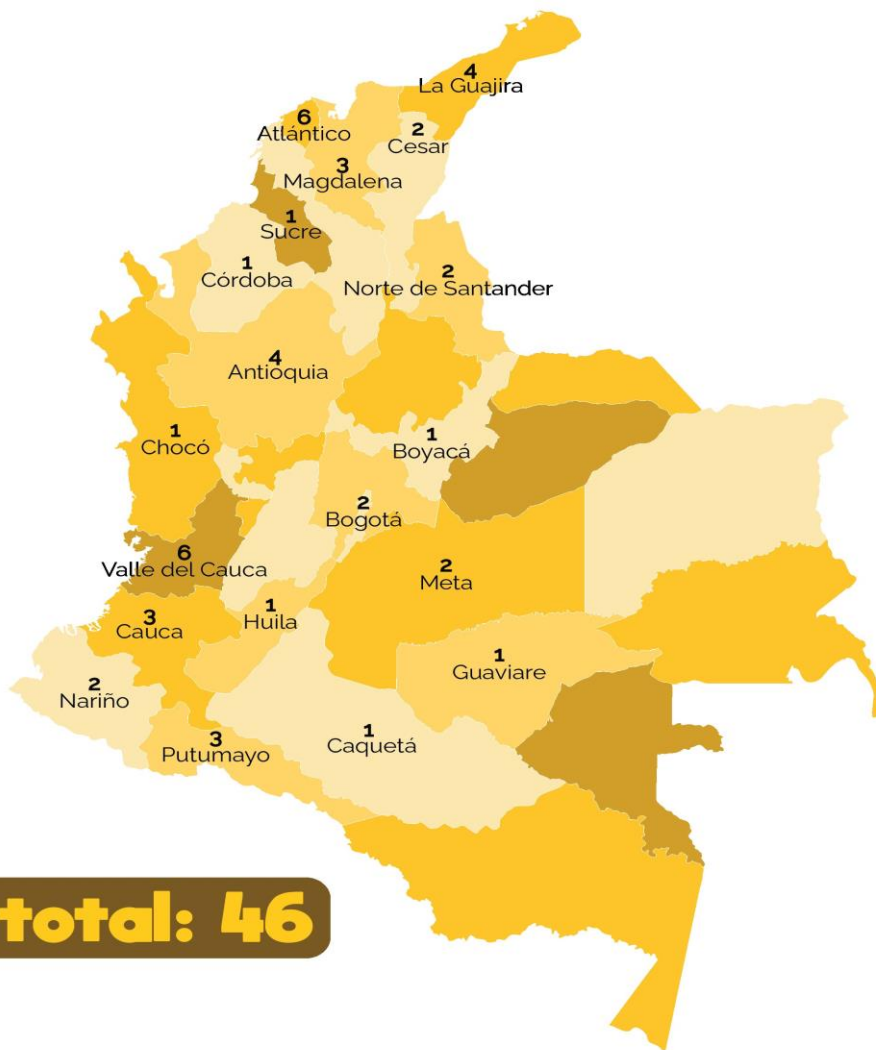 4
La Guajira
6
Atlántico
2
Cesar
3
Magdalena
1
Sucre
1
Córdoba
2
Norte de Santander
4
Antioquia
1
Chocó
1
Boyacá
2
Bogotá
6
Valle del Cauca
2
Meta
1
Huila
3
Cauca
1
Guaviare
2
Nariño
3
Putumayo
1
Caquetá
total: 46